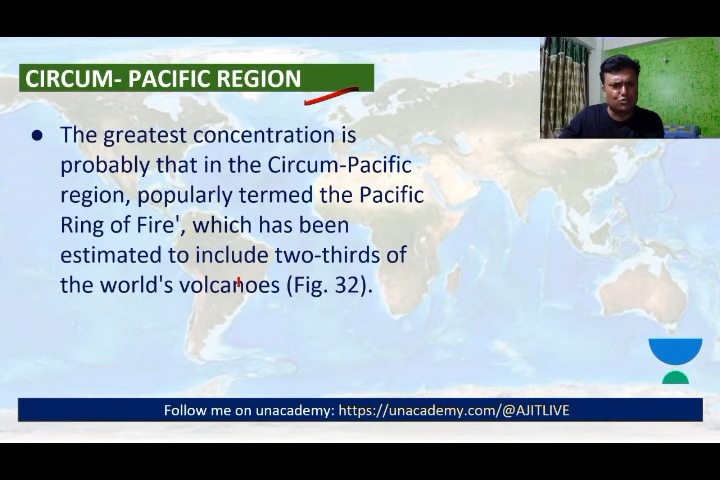 CIRCUM- PACIFIC REGION
● The greatest concentration is
probably that in the Circum-Pacific
region, popularly termed the Pacific
Ring of Fire', which has been
estimated to include two-thirds of
the world's volcanoes (Fig. 32).
Follow me on unacademy: https://unacademy.com/@AJITLIVE